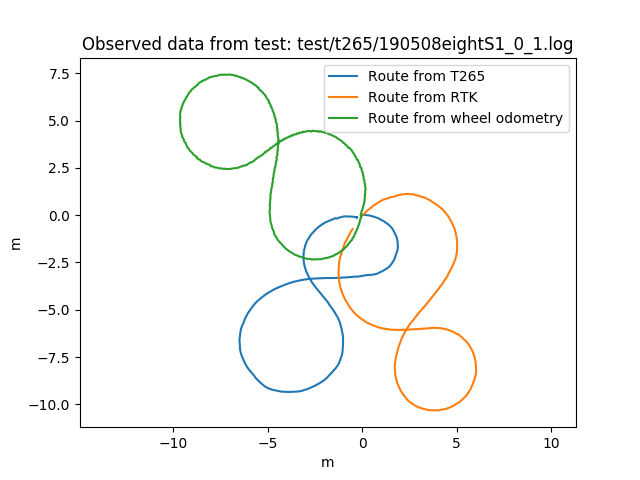 Observed data from test: test/t265/190508eightS1_0_1.log
Route from T265
Route from RTK
Route from wheel odometry
7.5
5.0
2.5
0.0
−2.5
−5.0
−7.5
−10.0
m
−10
−5
0
5
10
m